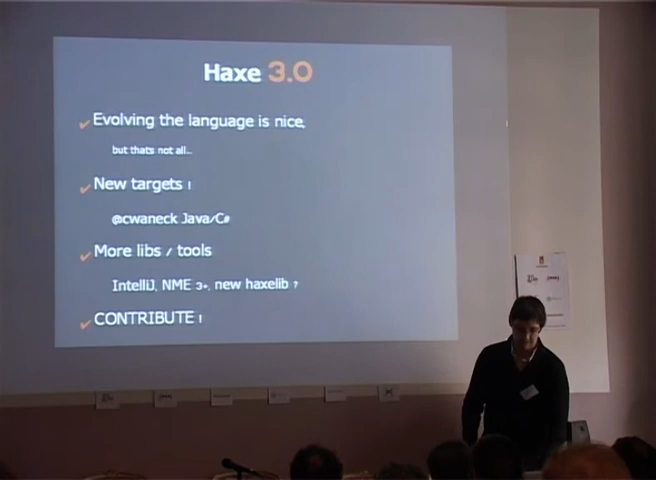 Haxe 3.0
Evolving the language is nice,
but thats not all...
New targets !
@cwaneck Java/C#
More libs / tools
IntelliJ, NME 3+, new haxelib ?
CONTRIBUTE !